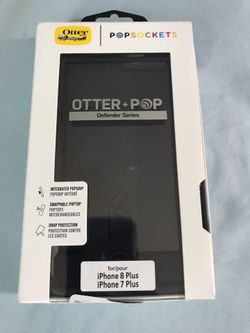 OtterBox
POPSOCKETS
OTTER+POP
Defender Series
INTEGRATED POPGRIP
POPGRIP INTÉGRÉ
SWAPPABLE POPTOP
POPTOPS
INTERCHANGEABLES
DROP PROTECTION
PROTECTION CONTRE
LES CHUTES
for/pour
iPhone 8 Plus
iPhone 7 Plus